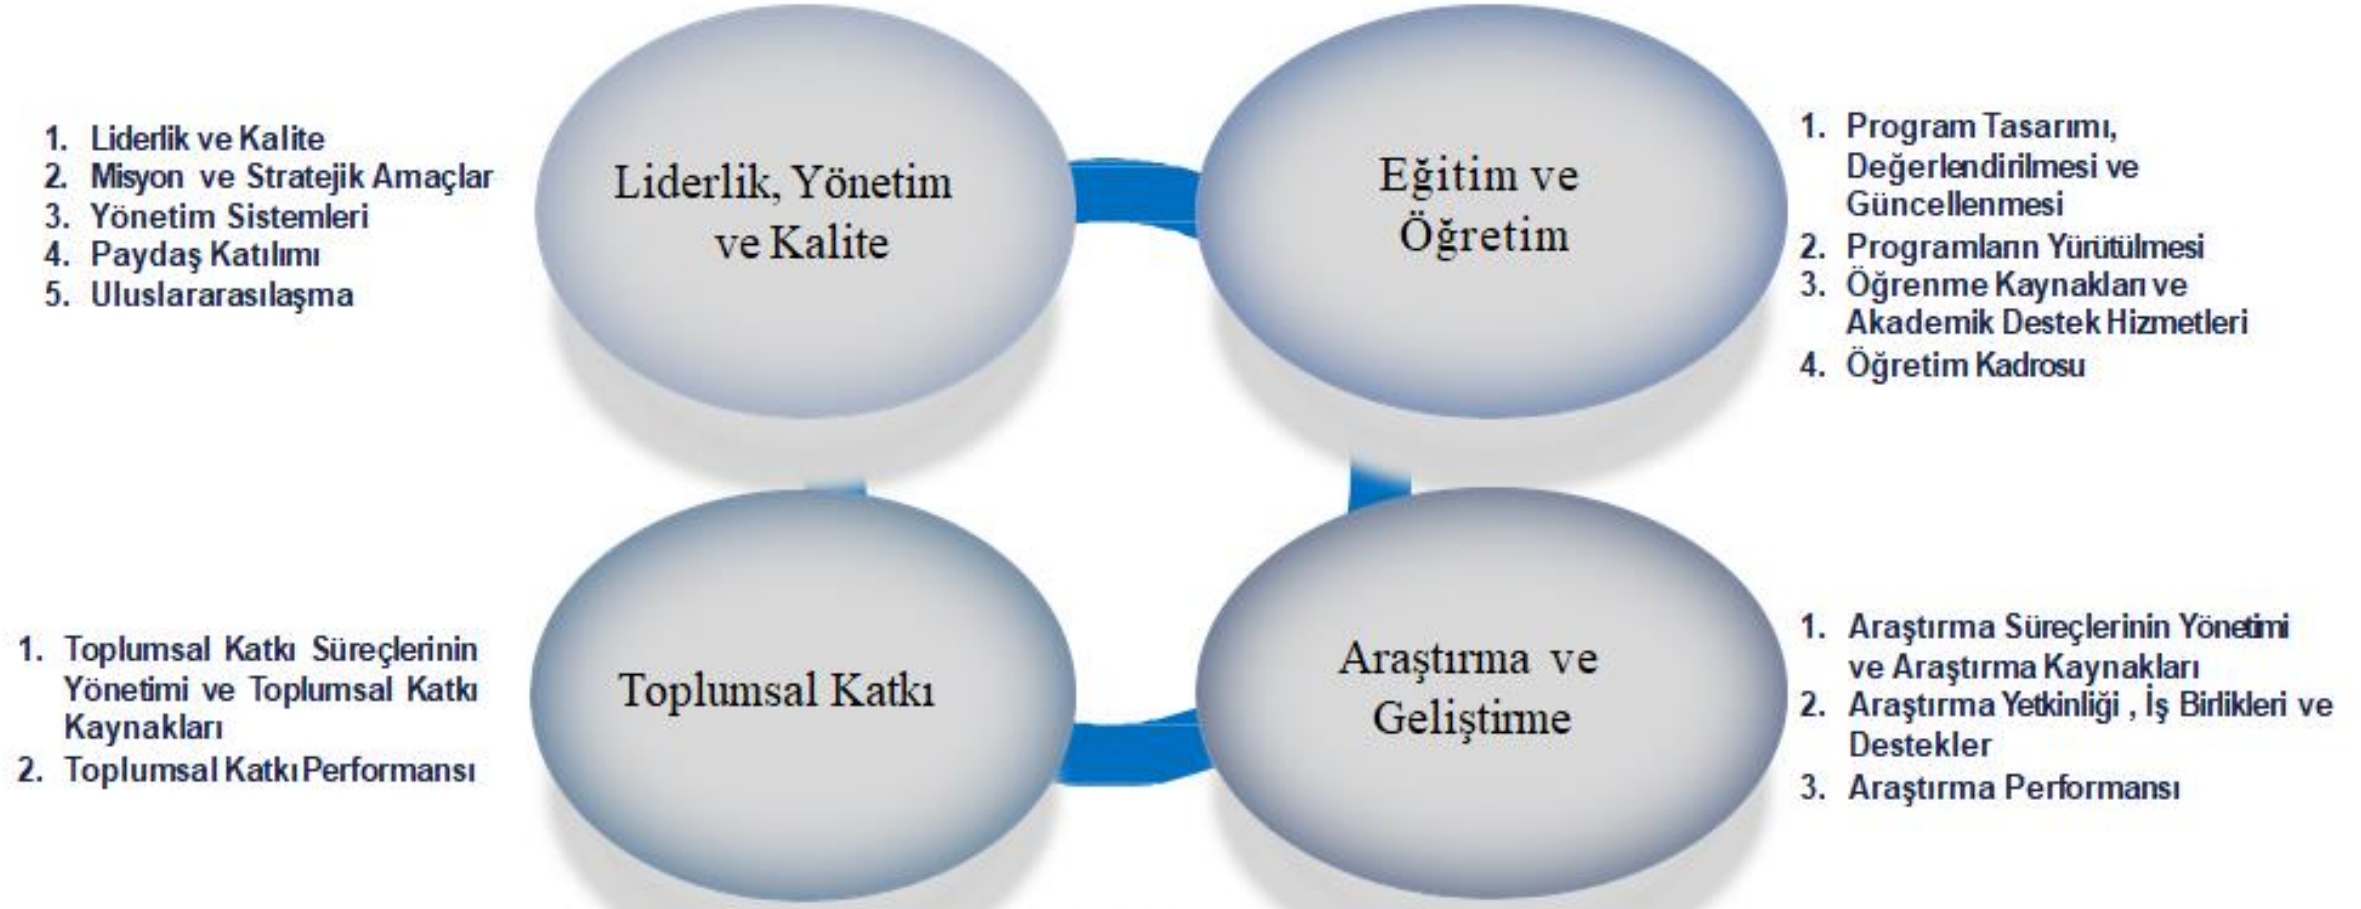 1. Liderlik ve Kalite
2. Misyon ve Stratejik Amaçlar
3. Yönetim Sistemleri
4. Paydaş Katılımı
5. Uluslararasılaşma
Liderlik, Yönetim
ve Kalite
Eğitim ve
Öğretim
1. Program Tasarımı,
Değerlendirilmesi ve
Güncellenmesi
2. Programların Yürütülmesi
3. Öğrenme Kaynakları ve
Akademik Destek Hizmetleri
4. Öğretim Kadrosu
1. Toplumsal Katkı Süreçlerinin
Yönetimi ve Toplumsal Katkı
Kaynakları
2. Toplumsal Katkı Performansı
Toplumsal Katkı
Araştırma ve
Geliştirme
1. Araştırma Süreçlerinin Yönetimi
ve Araştırma Kaynakları
2. Araştırma Yetkinliği , İş Birlikleri ve
Destekler
3. Araştırma Performansı